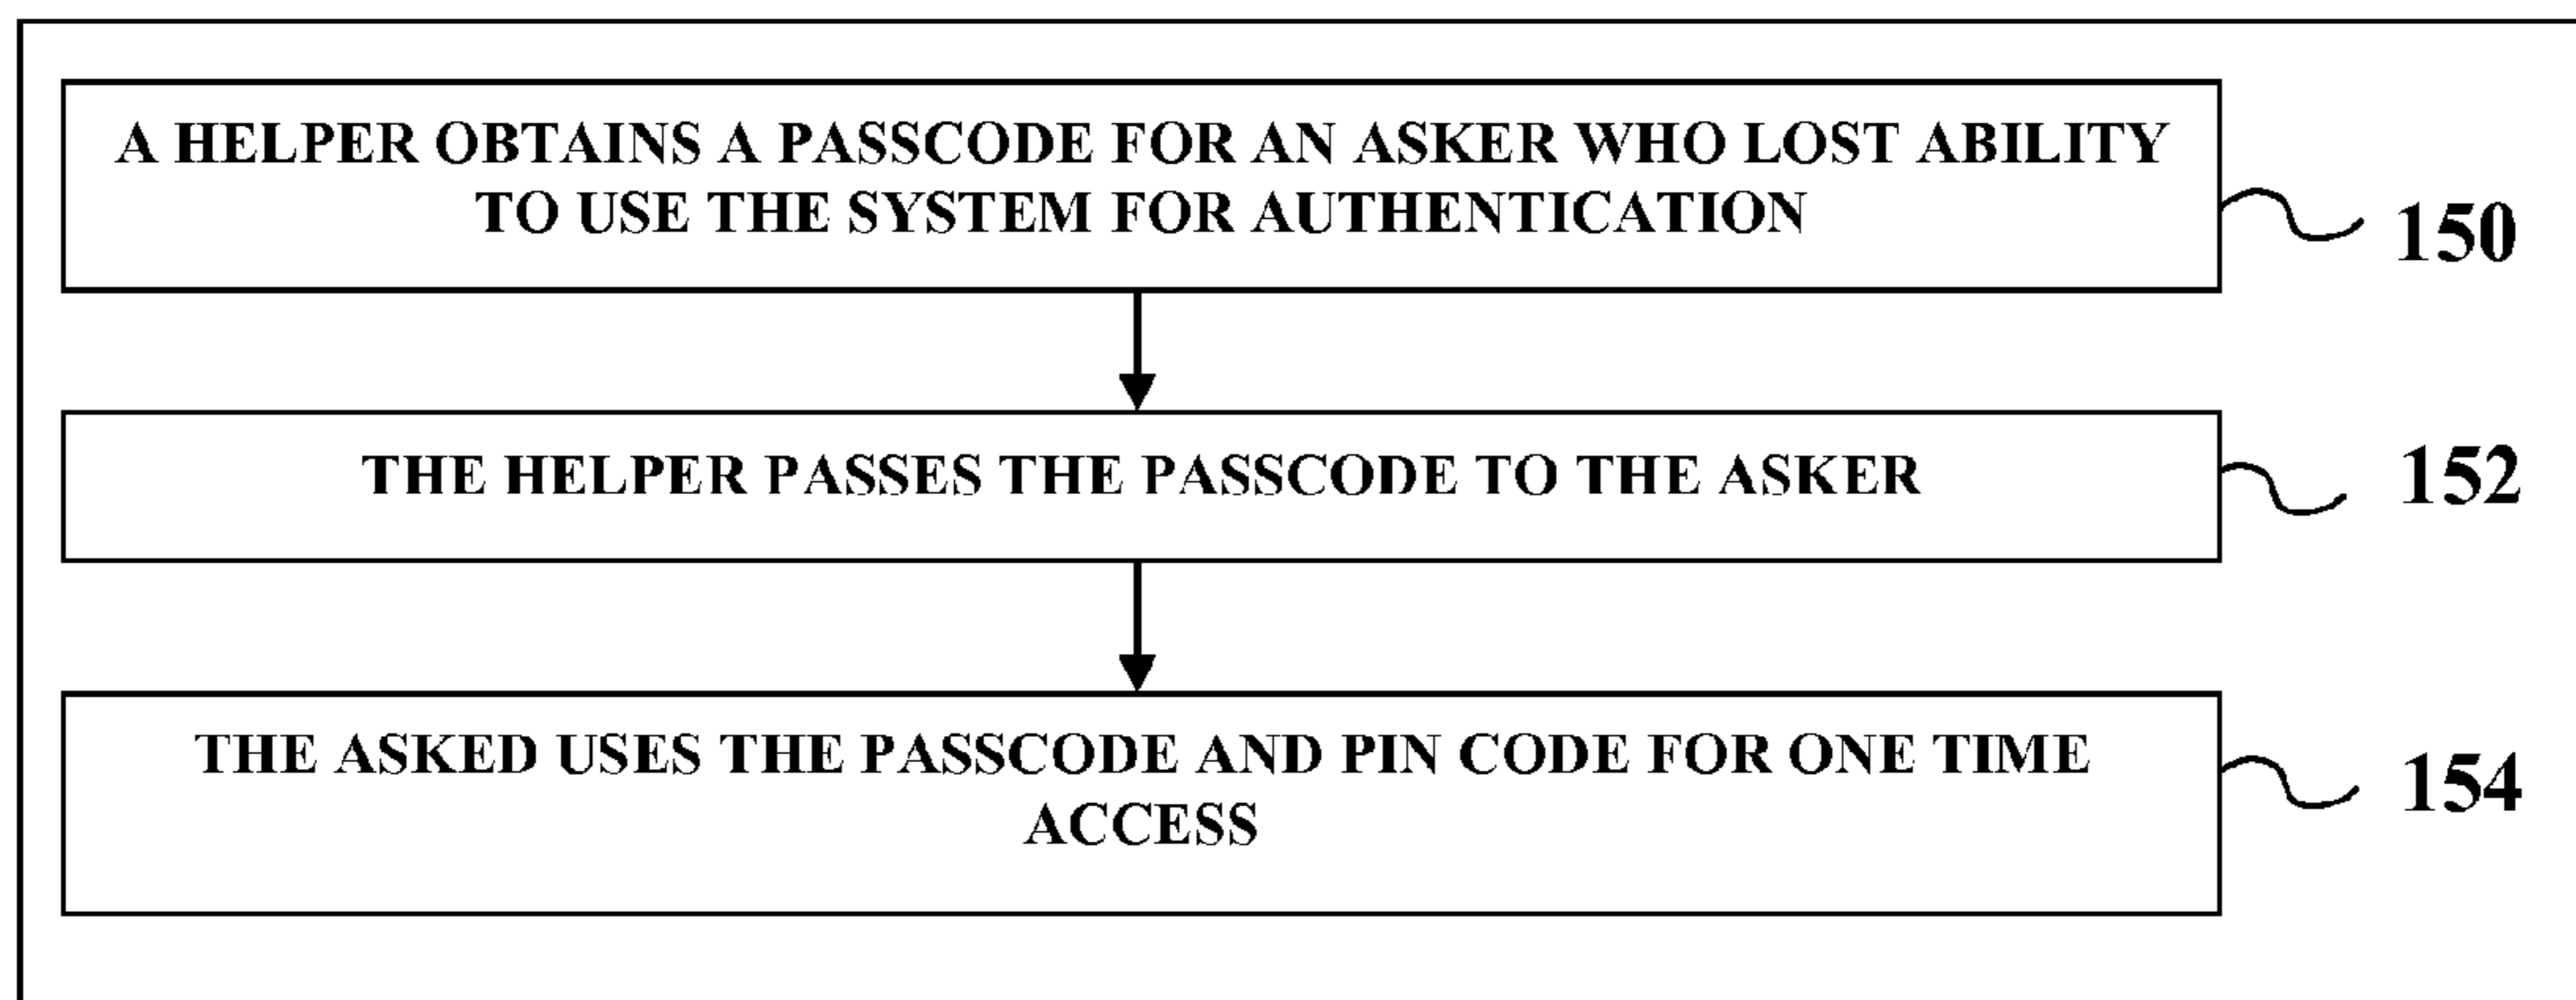 A HELPER OBTAINS A PASSCODE FOR AN ASKER WHO LOST ABILITY
TO USE THE SYSTEM FOR AUTHENTICATION
150
THE HELPER PASSES THE PASSCODE TO THE ASKER
152
THE ASKED USES THE PASSCODE AND PIN CODE FOR ONE TIME
ACCESS
154